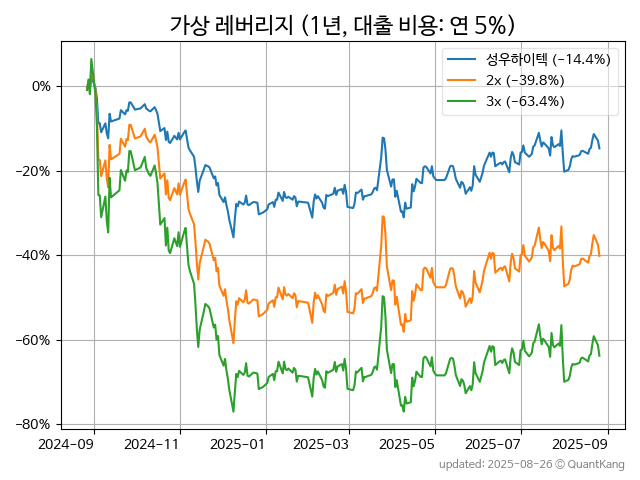 가상 레버리지 (1년, 대출 비용: 연 5%)
성우하이텍 (−14.4%)
2x (−39.8%)
3x (−63.4%)
0%
−20%
−40%
−60%
−80%
2024-09 2024-11 2025-01 2025-03 2025-05 2025-07 2025-09
updated: 2025-08-26 © QuantKang